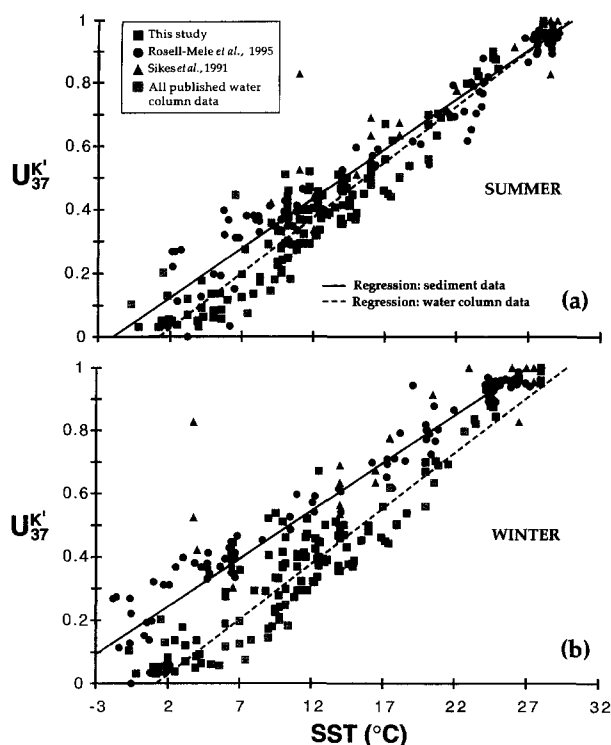 1
0.8
0.6
0.4
0.2
0
U37K'
This study
Rosell-Mele et al., 1995
Sikes et al., 1991
All published water
column data
SUMMER
Regression: sediment data
Regression: water column data
(a)
1
0.8
0.6
0.4
0.2
0
U37K'
WINTER
(b)
-3 2 7 12 17 22 27 32
SST (°C)